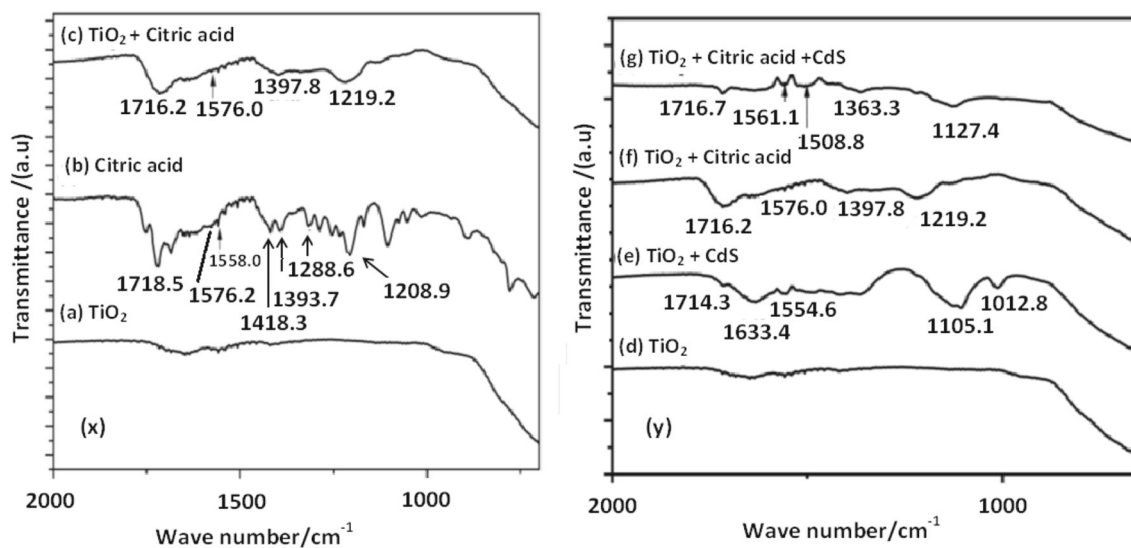 (c) TiO2 + Citric acid
1716.2
1576.0
1397.8
1219.2
(b) Citric acid
1718.5
1576.2
1558.0
1418.3
1393.7
1288.6
1208.9
(a) TiO2
(x)
2000
1500
1000
Wave number/cm-1
Transmittance /(a.u)
(g) TiO2 + Citric acid +CdS
1716.7
1561.1
1508.8
1363.3
1127.4
(f) TiO2 + Citric acid
1716.2
1576.0
1397.8
1219.2
(e) TiO2 + CdS
1714.3
1633.4
1554.6
1105.1
1012.8
(d) TiO2
(y)
2000
1000
Wave number/cm-1
Transmittance /(a.u)